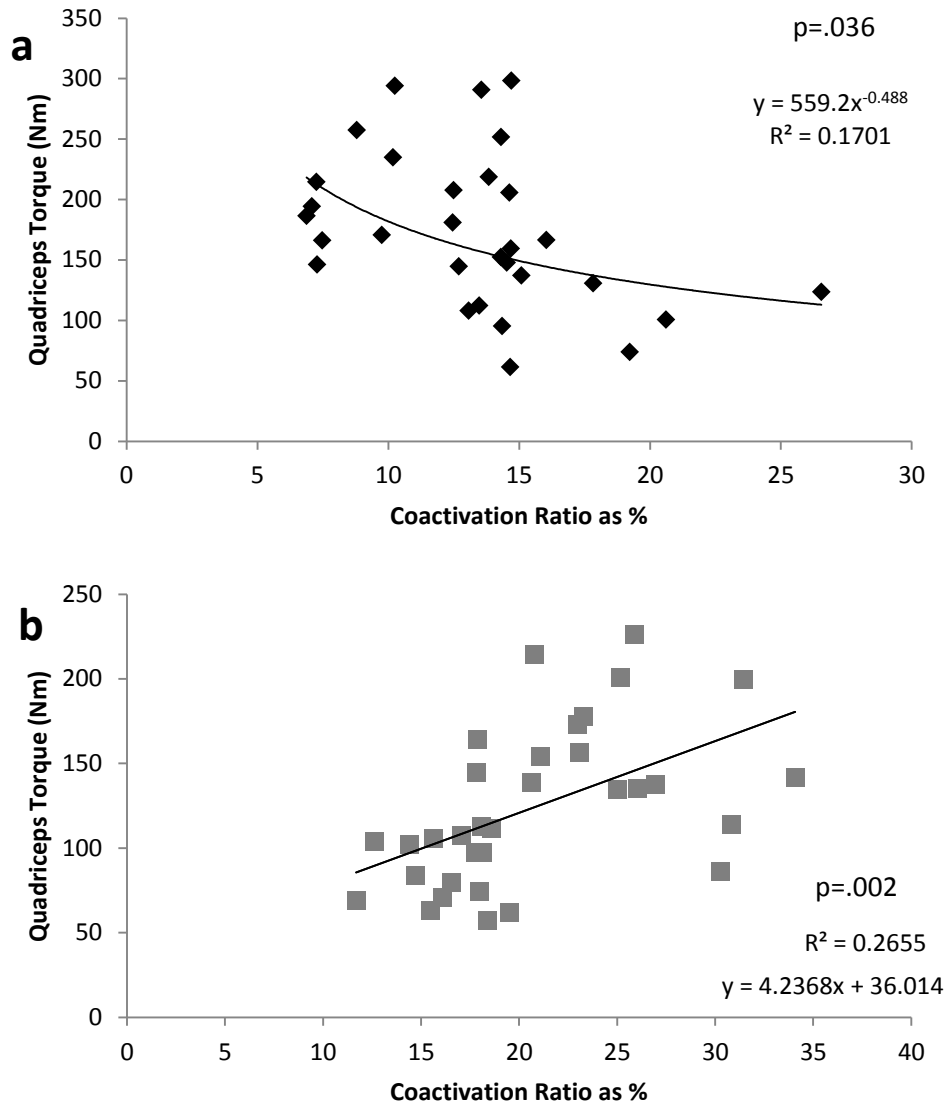 a
350
300
250
200
150
100
50
0
Quadriceps Torque (Nm)
p=.036
y = 559.2x^-0.488
R² = 0.1701
0 5 10 15 20 25 30
Coactivation Ratio as %
b
250
200
150
100
50
0
Quadriceps Torque (Nm)
p=.002
R² = 0.2655
y = 4.2368x + 36.014
0 5 10 15 20 25 30 35 40
Coactivation Ratio as %